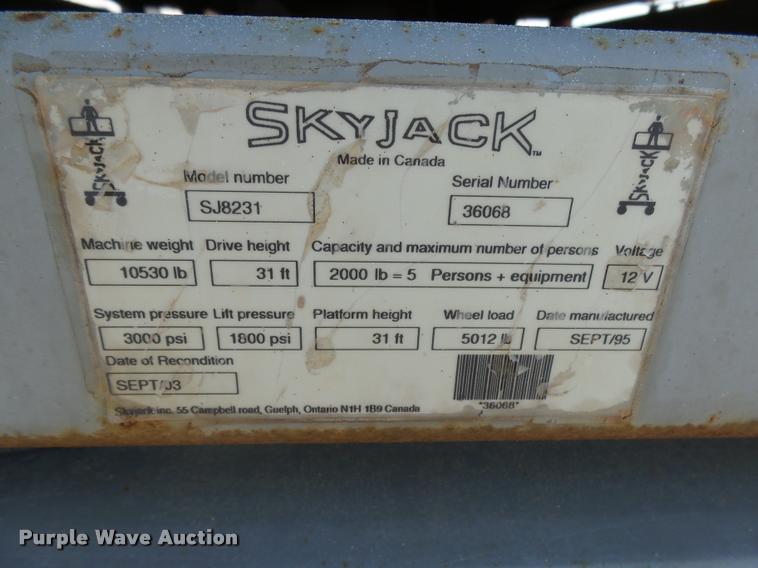 SKYJACK™
Made in Canada
SKYJACK
SKYJACK
Model number
Serial Number
SJ8231
36068
Machine weight Drive height Capacity and maximum number of persons Voltage
10530 lb 31 ft 2000 lb = 5 Persons + equipment 12 V
System pressure Lift pressure Platform height Wheel load Date manufactured
3000 psi 1800 psi 31 ft 5012 lb SEPT/95
Date of Recondition
SEPT/03
*36068*
Skyjack inc. 55 Campbell road, Guelph, Ontario N1H 1B9 Canada
Purple Wave Auction